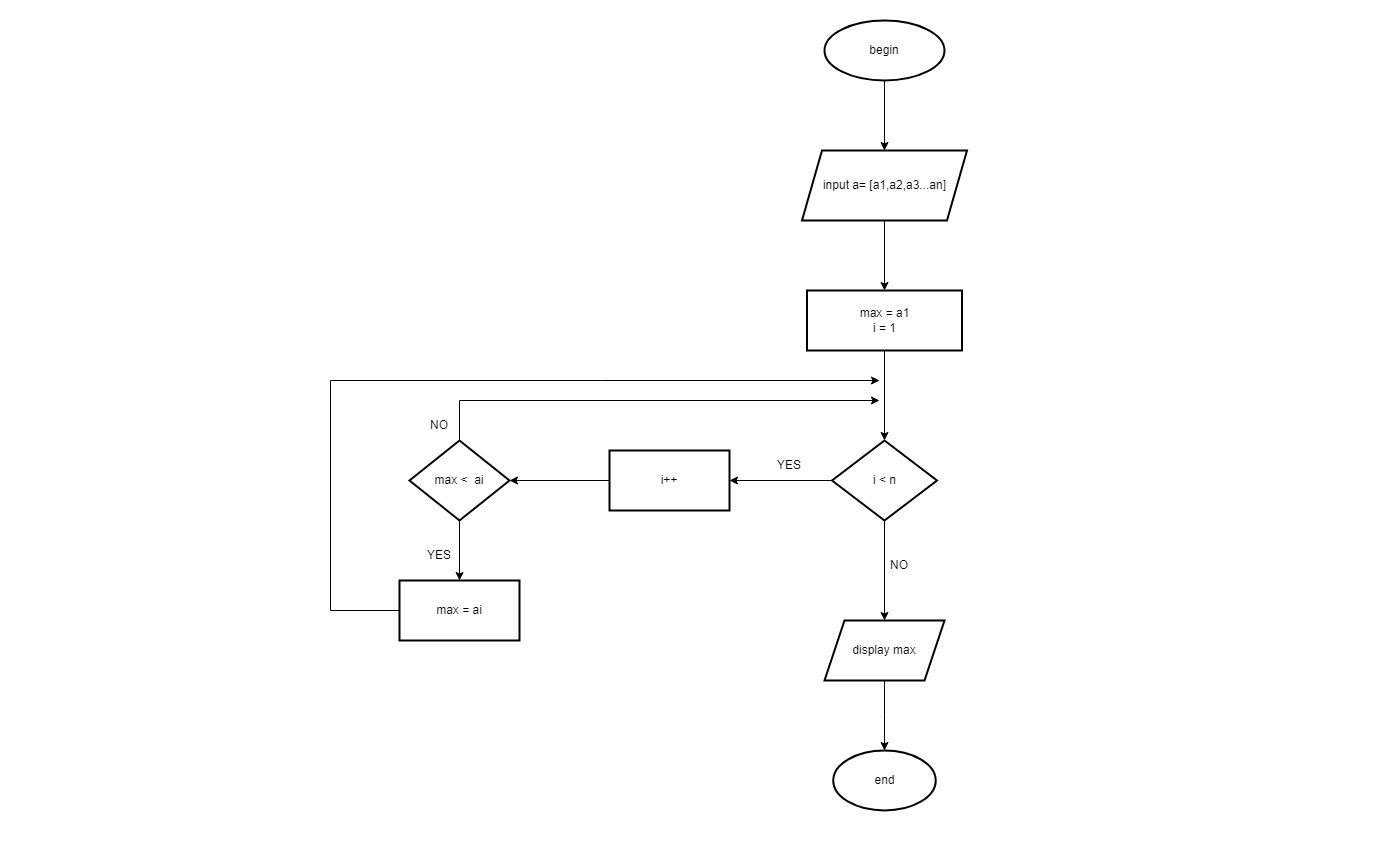 begin
input a= [a1,a2,a3...an]
max = a1
i = 1
NO
max <  ai
i++
YES
i < n
YES
NO
max = ai
display max
end